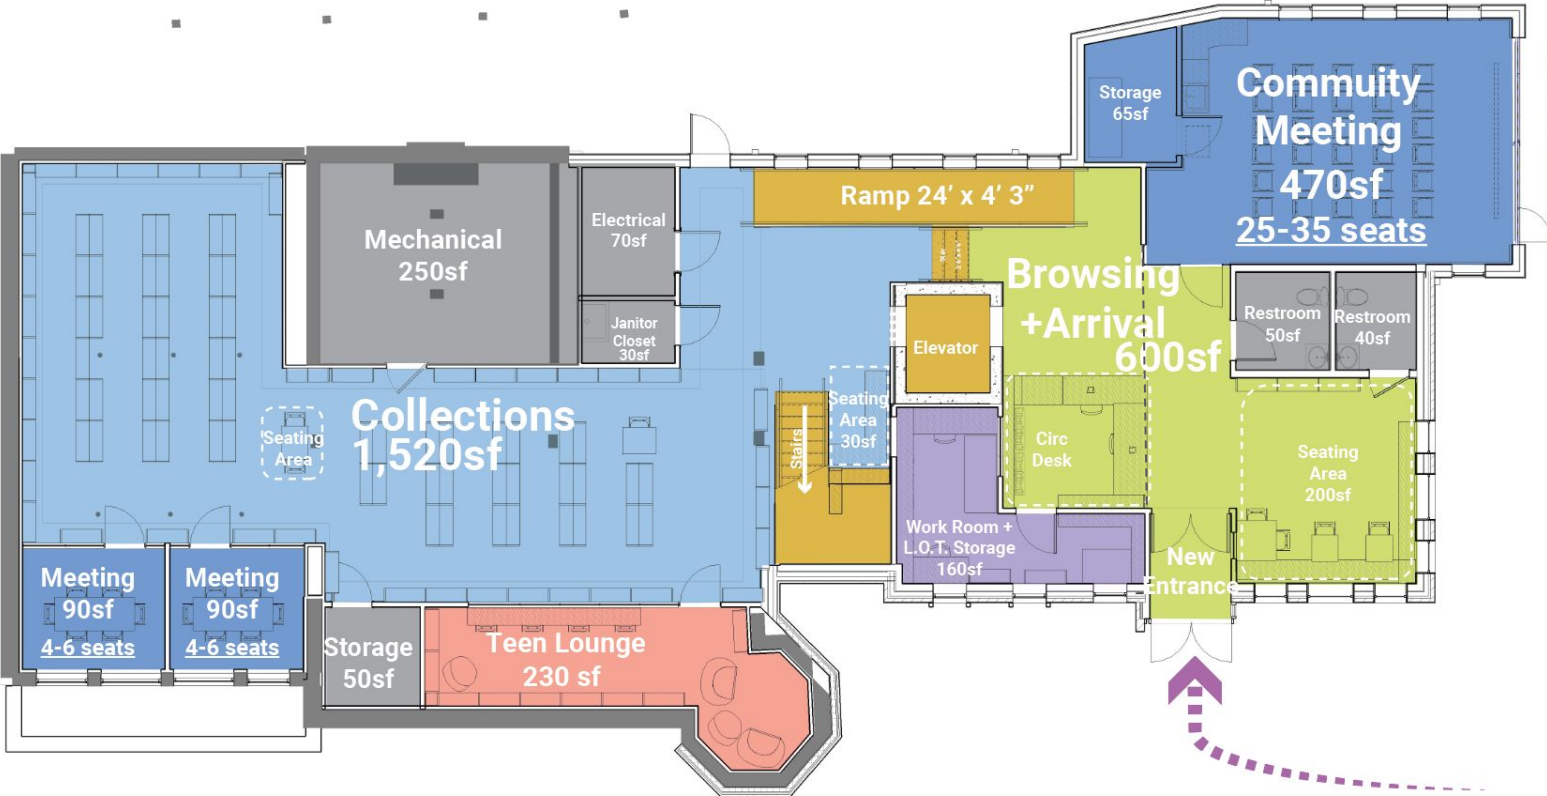 Commuity
Meeting
470sf
25-35 seats
Storage
65sf
Ramp 24’ x 4’ 3”
Electrical
70sf
Mechanical
250sf
Browsing
+Arrival
600sf
Restroom
50sf
Restroom
40sf
Janitor
Closet
30sf
Elevator
Collections
1,520sf
Seating
Area
Seating
Area
30sf
Stairs
Circ
Desk
Seating
Area
200sf
Work Room +
L.O.T. Storage
160sf
New
Entrance
Meeting
90sf
4-6 seats
Meeting
90sf
4-6 seats
Storage
50sf
Teen Lounge
230 sf